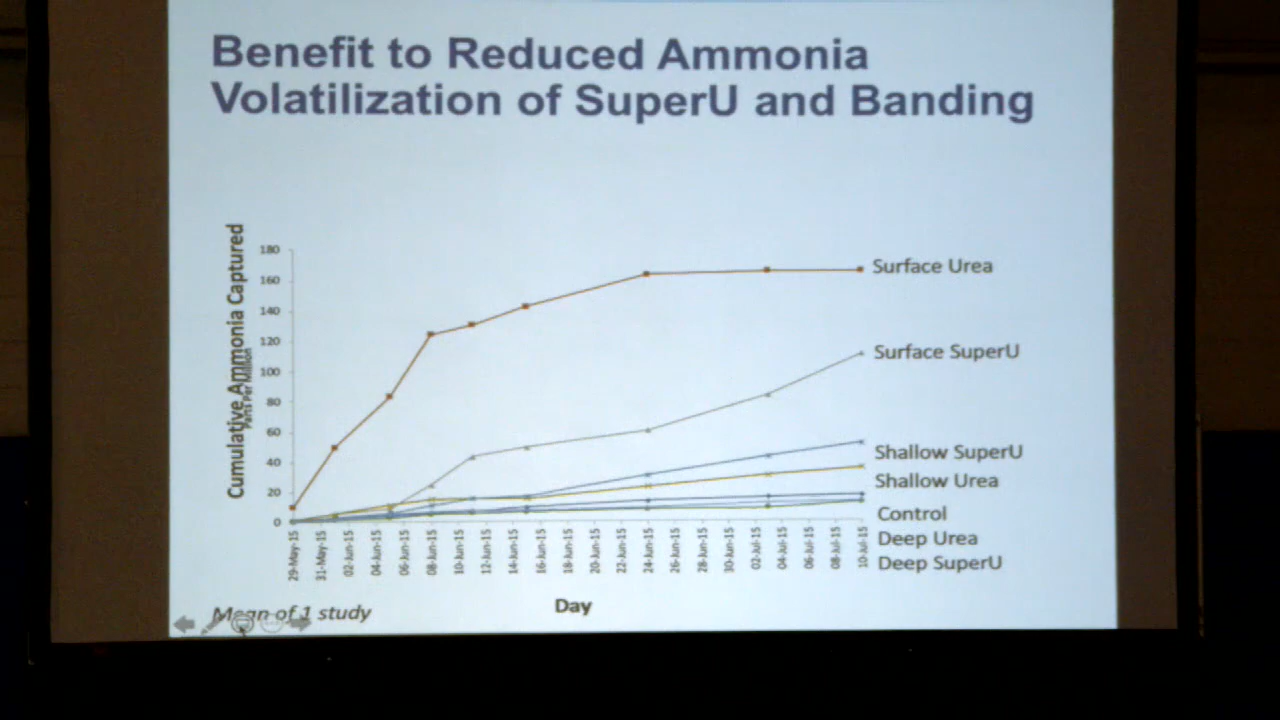 Benefit to Reduced Ammonia
Volatilization of SuperU and Banding
Cumulative Ammonia Captured
Parts Per Million
180
160
140
120
100
80
60
40
20
0
Surface Urea
Surface SuperU
Shallow SuperU
Shallow Urea
Control
Deep Urea
Deep SuperU
29-May-15
31-May-15
02-Jun-15
04-Jun-15
06-Jun-15
08-Jun-15
10-Jun-15
12-Jun-15
14-Jun-15
16-Jun-15
18-Jun-15
20-Jun-15
22-Jun-15
24-Jun-15
26-Jun-15
28-Jun-15
30-Jun-15
02-Jul-15
04-Jul-15
06-Jul-15
08-Jul-15
10-Jul-15
Day
Mean of 1 study